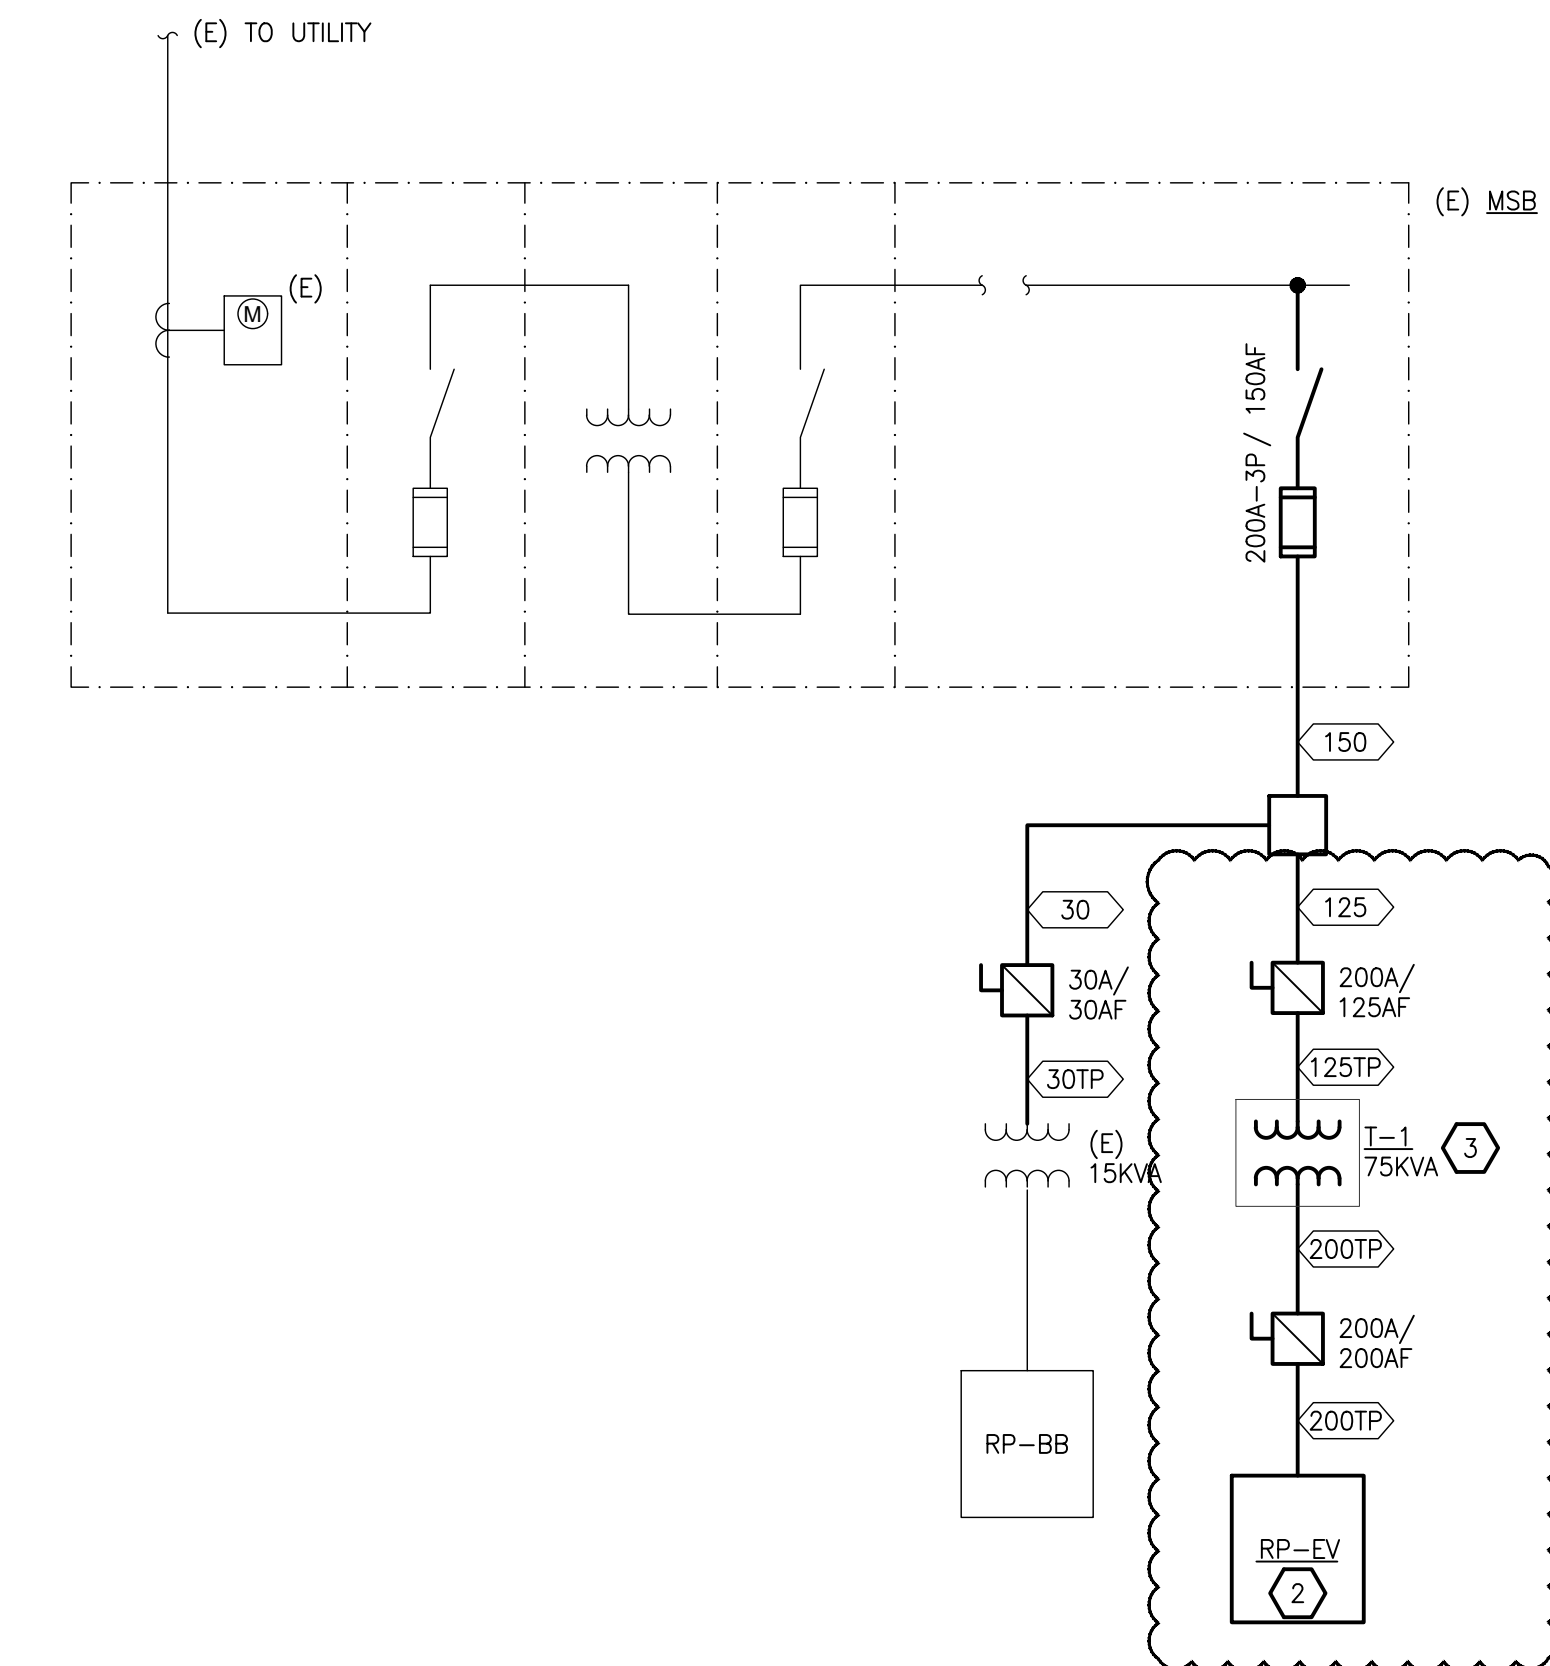 (E) TO UTILITY
(E) MSB
(E)
M
200A-3P / 150AF
150
30
125
30A/
30AF
200A/
125AF
30TP
125TP
(E)
15KVA
T-1
75KVA
3
200TP
200A/
200AF
200TP
RP-BB
RP-EV
2